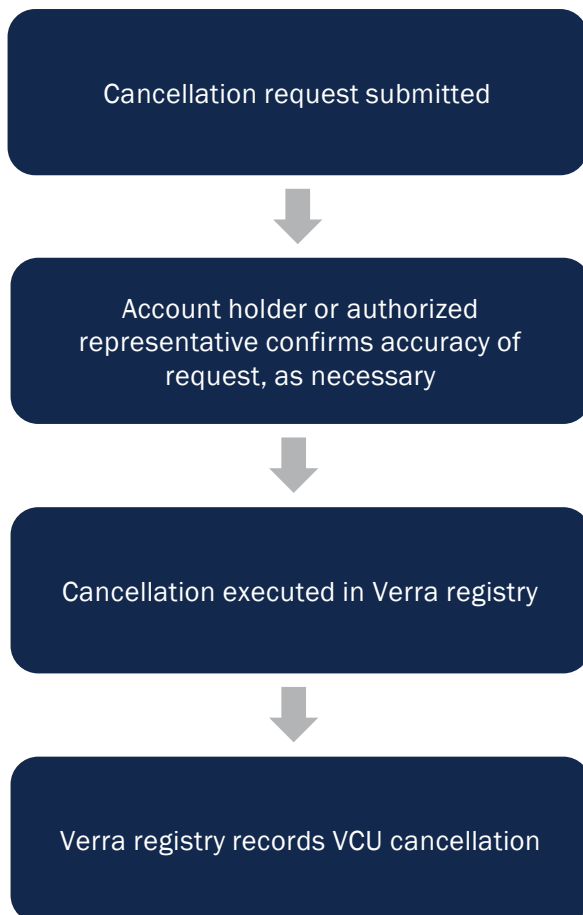 Cancellation request submitted
Account holder or authorized
representative confirms accuracy of
request, as necessary
Cancellation executed in Verra registry
Verra registry records VCU cancellation